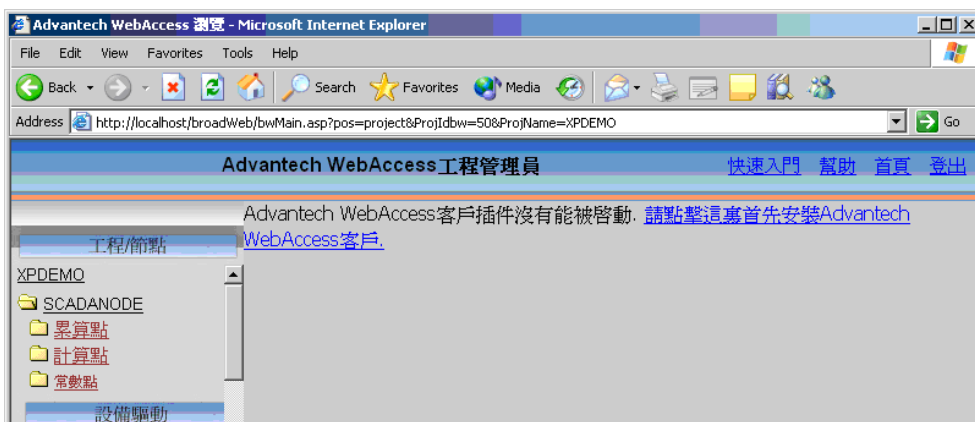 Advantech WebAccess 瀏覽 - Microsoft Internet Explorer
File Edit View Favorites Tools Help
Back Search Favorites Media
Address http://localhost/broadWeb/bwMain.asp?pos=project&ProjIdbw=50&ProjName=XPDEMO Go
Advantech WebAccess工程管理員 快速入門 幫助 首頁 登出
Advantech WebAccess客戶插件沒有能被啓動. 請點擊這裏首先安裝Advantech
WebAccess客戶.
工程/節點
XPDEMO
SCADANODE
累算點
計算點
常數點
設備驅動